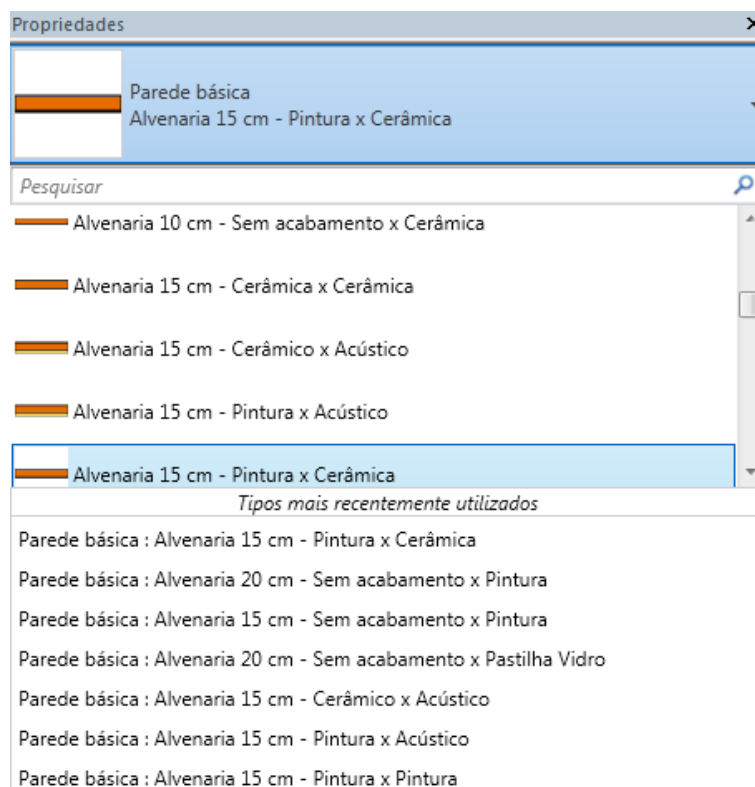 Propriedades
Parede básica
Alvenaria 15 cm - Pintura x Cerâmica
Pesquisar
Alvenaria 10 cm - Sem acabamento x Cerâmica
Alvenaria 15 cm - Cerâmica x Cerâmica
Alvenaria 15 cm - Cerâmico x Acústico
Alvenaria 15 cm - Pintura x Acústico
Alvenaria 15 cm - Pintura x Cerâmica
Tipos mais recentemente utilizados
Parede básica : Alvenaria 15 cm - Pintura x Cerâmica
Parede básica : Alvenaria 20 cm - Sem acabamento x Pintura
Parede básica : Alvenaria 15 cm - Sem acabamento x Pintura
Parede básica : Alvenaria 20 cm - Sem acabamento x Pastilha Vidro
Parede básica : Alvenaria 15 cm - Cerâmico x Acústico
Parede básica : Alvenaria 15 cm - Pintura x Acústico
Parede básica : Alvenaria 15 cm - Pintura x Pintura